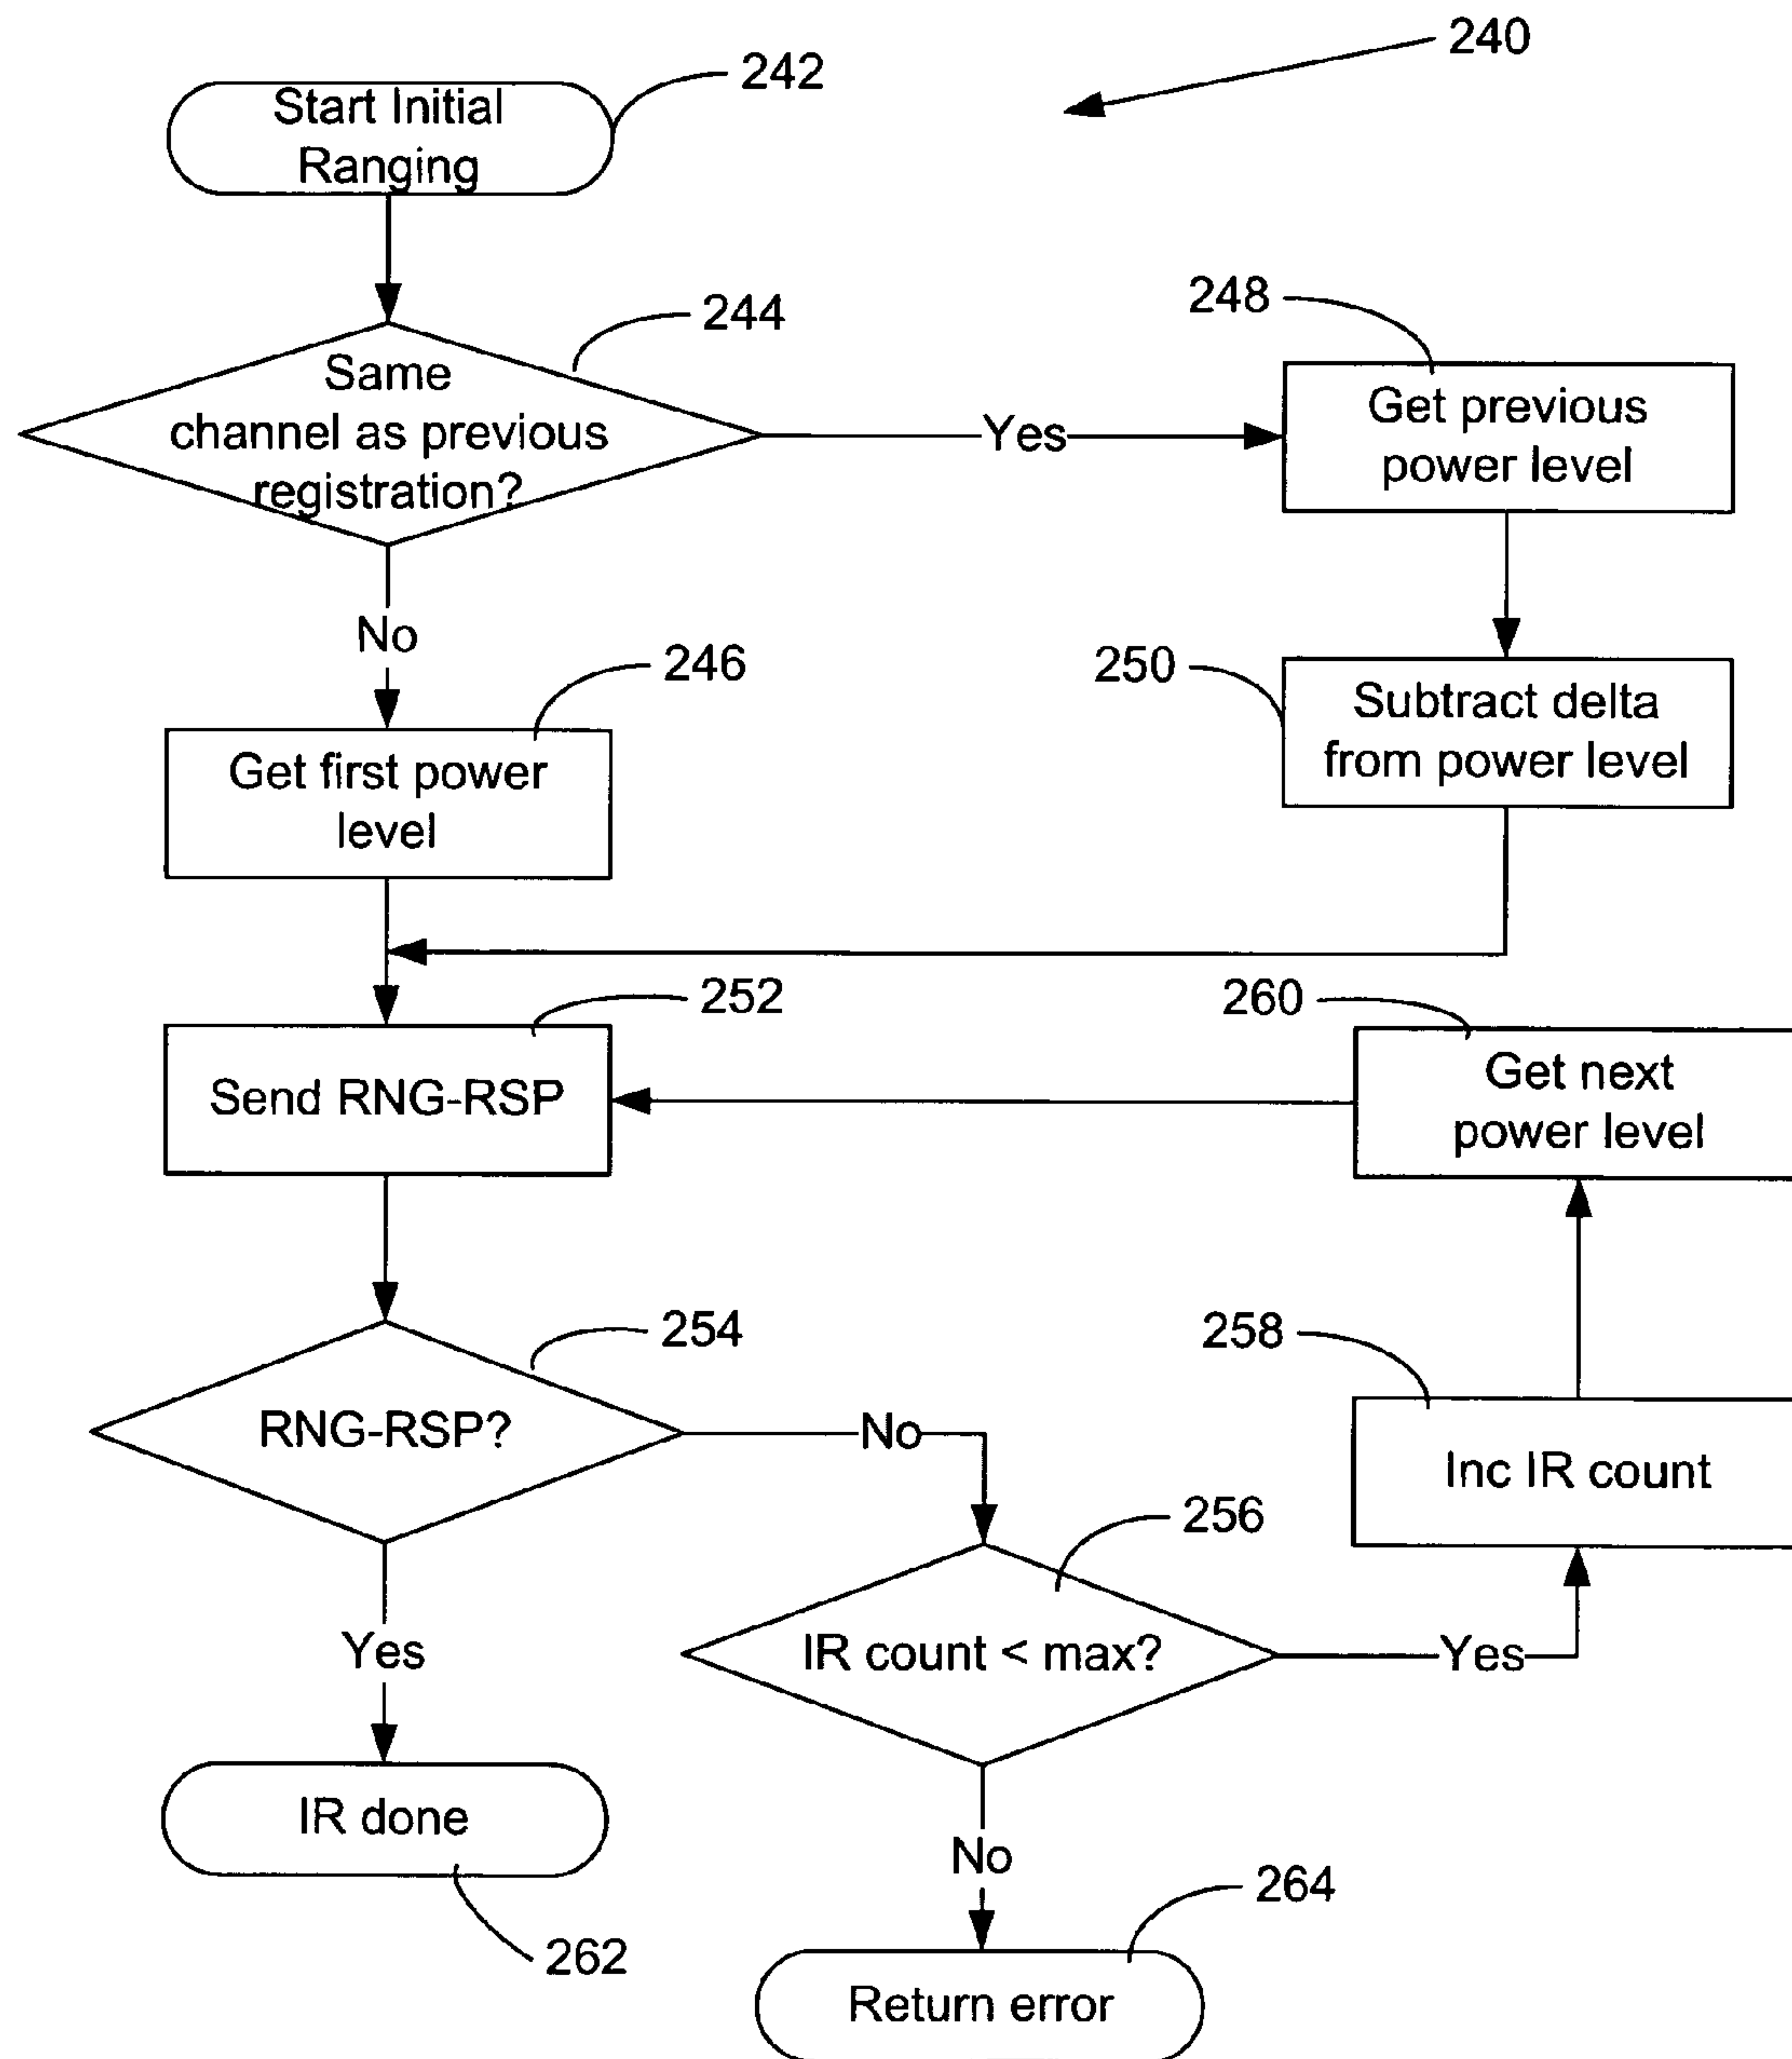 240
242
Start Initial
Ranging
244
Same
channel as previous
registration?
Yes
248
Get previous
power level
No
246
Get first power
level
250
Subtract delta
from power level
252
Send RNG-RSP
260
Get next
power level
254
RNG-RSP?
No
258
Inc IR count
256
IR count < max?
Yes
Yes
IR done
262
No
264
Return error